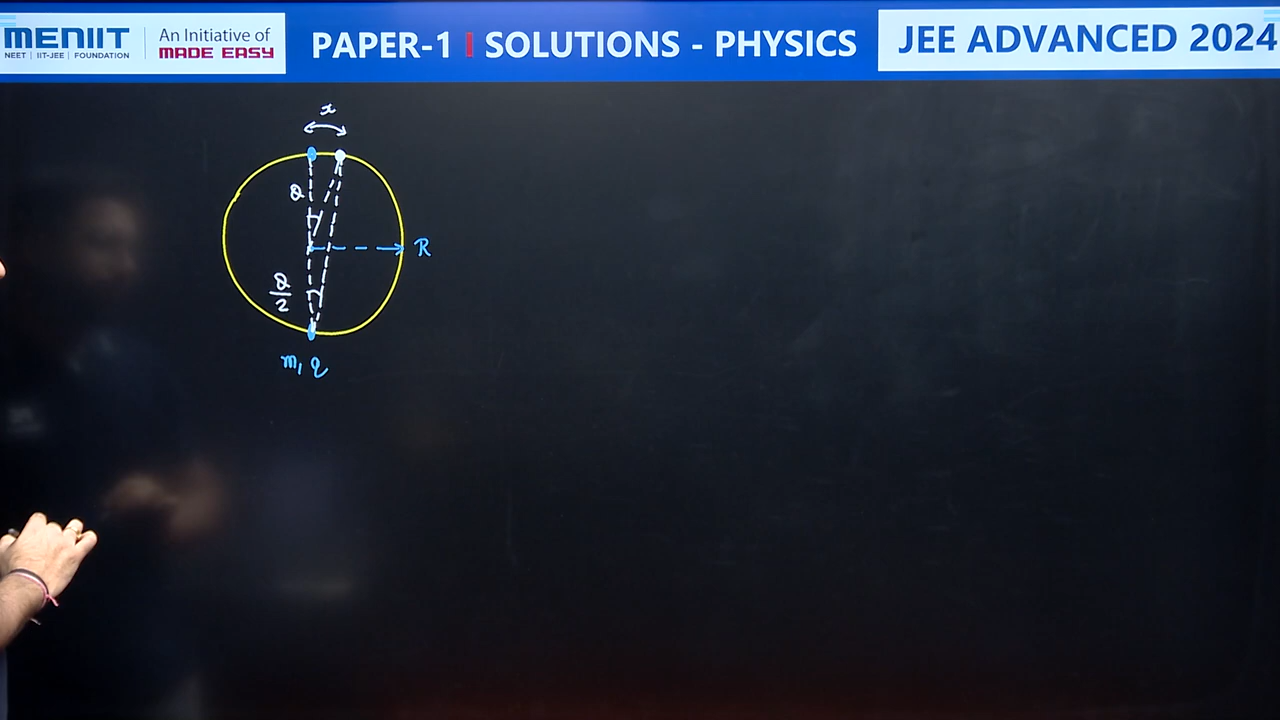 MENIIT
NEET | IIT-JEE | FOUNDATION
An Initiative of
MADE EASY
PAPER-1 | SOLUTIONS - PHYSICS
JEE ADVANCED 2024
x
θ
R
θ/2
m, q